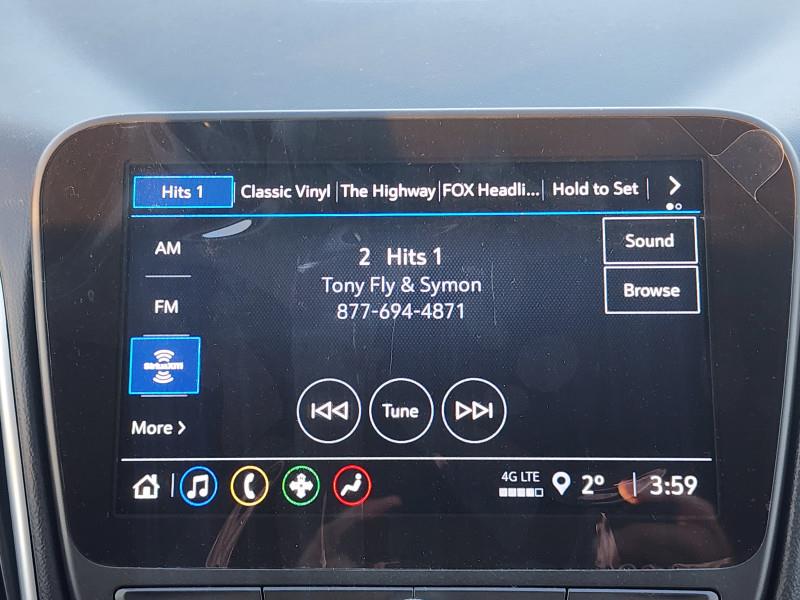 Hits 1 Classic Vinyl The Highway FOX Headli... Hold to Set
AM
FM
SiriusXM
More
2 Hits 1
Tony Fly & Symon
877-694-4871
Tune
Sound
Browse
4G LTE
2° 3:59